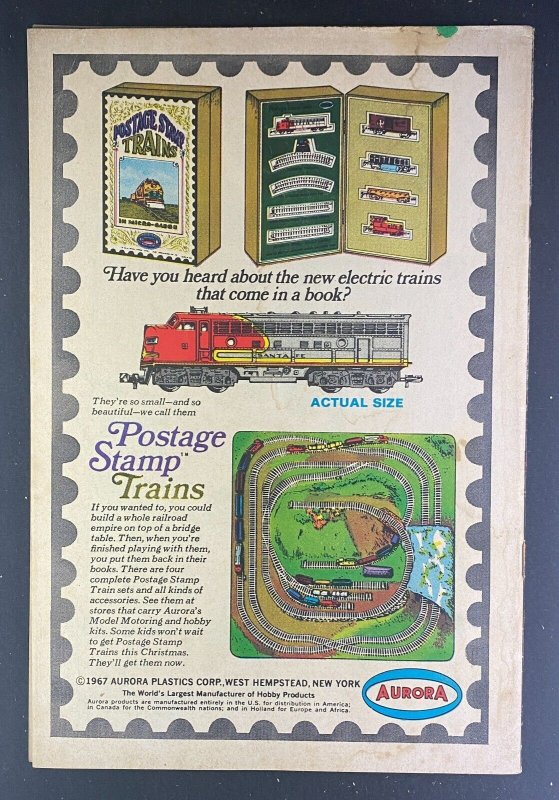 POSTAGE STAMP
TRAINS
IN MICRO-GAUGE
Have you heard about the new electric trains
that come in a book?
SANTA FE
They're so small—and so
beautiful—we call them
ACTUAL SIZE
Postage
Stamp™
Trains
If you wanted to, you could
build a whole railroad
empire on top of a bridge
table. Then, when you're
finished playing with them,
you put them back in their
books. There are four
complete Postage Stamp
Train sets and all kinds of
accessories. See them at
stores that carry Aurora's
Model Motoring and hobby
kits. Some kids won't wait
to get Postage Stamp
Trains this Christmas.
They'll get them now.
©1967 AURORA PLASTICS CORP., WEST HEMPSTEAD, NEW YORK
The World's Largest Manufacturer of Hobby Products
Aurora products are manufactured entirely in the U.S. for distribution in America;
in Canada for the Commonwealth nations; and in Holland for Europe and Africa.
AURORA